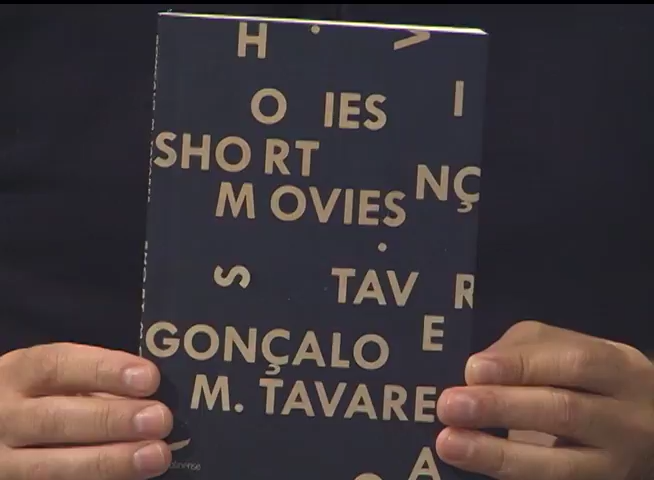 H · V
O IES I
SHORT
MOVIES NÇ
·
S TAV R
E
GONÇALO
M. TAVARE
A